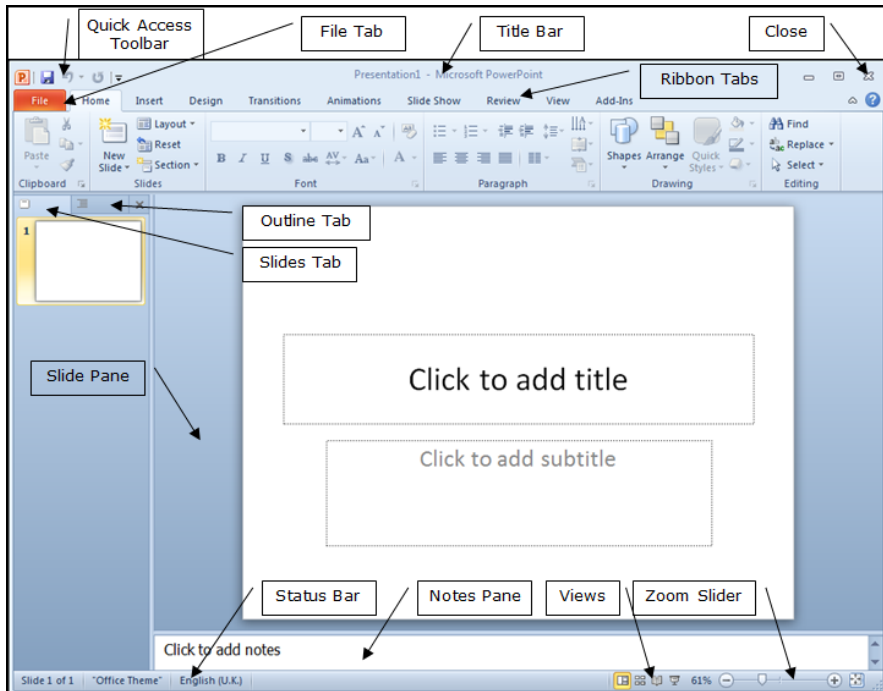 Quick Access
Toolbar
File Tab
Title Bar
Close
Presentation1 - Microsoft PowerPoint
Ribbon Tabs
File Home Insert Design Transitions Animations Slide Show Review View Add-Ins
Paste
New
Slide
Layout
Reset
Section
B I U S abc AV Aa A
Shapes Arrange Quick
Styles
Find
Replace
Select
Clipboard Slides Font Paragraph Drawing Editing
Outline Tab
Slides Tab
1
Slide Pane
Click to add title
Click to add subtitle
Status Bar
Notes Pane
Views
Zoom Slider
Click to add notes
Slide 1 of 1 "Office Theme" English (U.K.) 61%